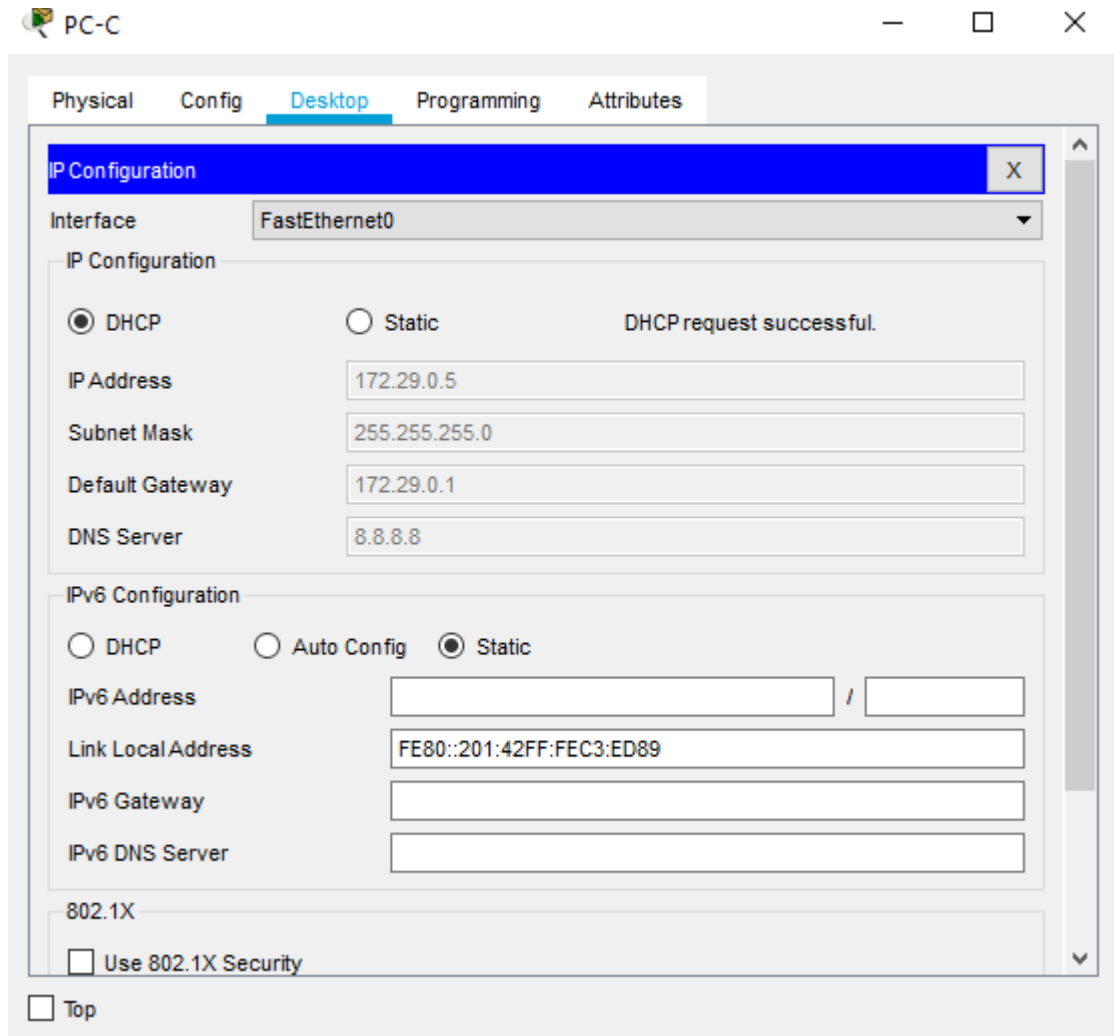 PC-C
Physical Config Desktop Programming Attributes
IP Configuration X
Interface FastEthernet0
IP Configuration
DHCP Static DHCP request successful.
IP Address 172.29.0.5
Subnet Mask 255.255.255.0
Default Gateway 172.29.0.1
DNS Server 8.8.8.8
IPv6 Configuration
DHCP Auto Config Static
IPv6 Address /
Link Local Address FE80::201:42FF:FEC3:ED89
IPv6 Gateway
IPv6 DNS Server
802.1X
Use 802.1X Security
Top